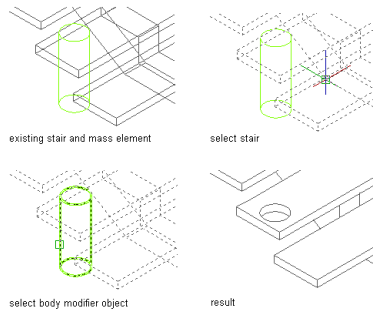 existing stair and mass element
select stair
select body modifier object
result